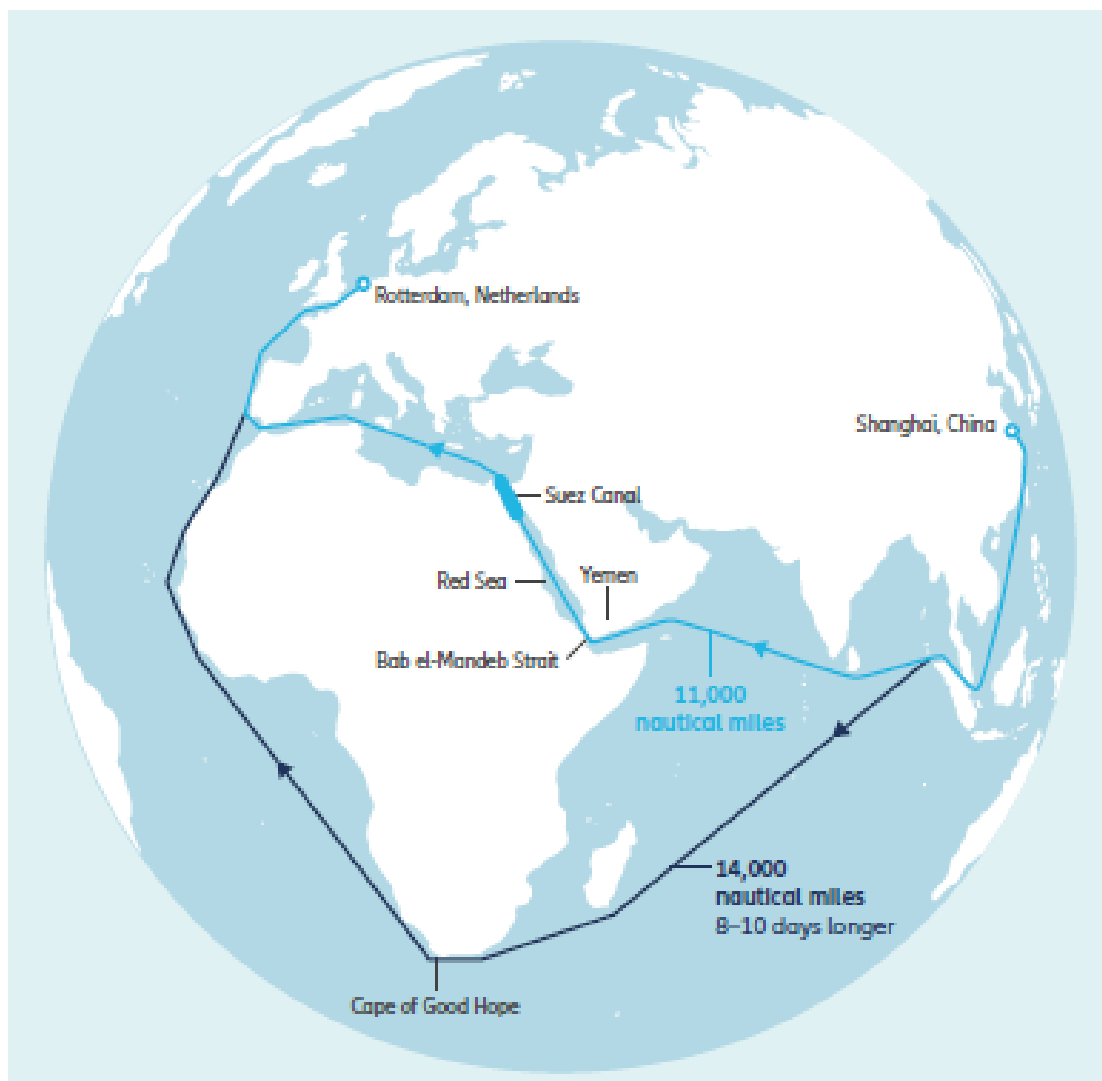 Rotterdam, Netherlands
Shanghai, China
Suez Canal
Red Sea
Yemen
Bab el-Mandeb Strait
11,000
nautical miles
14,000
nautical miles
8–10 days longer
Cape of Good Hope